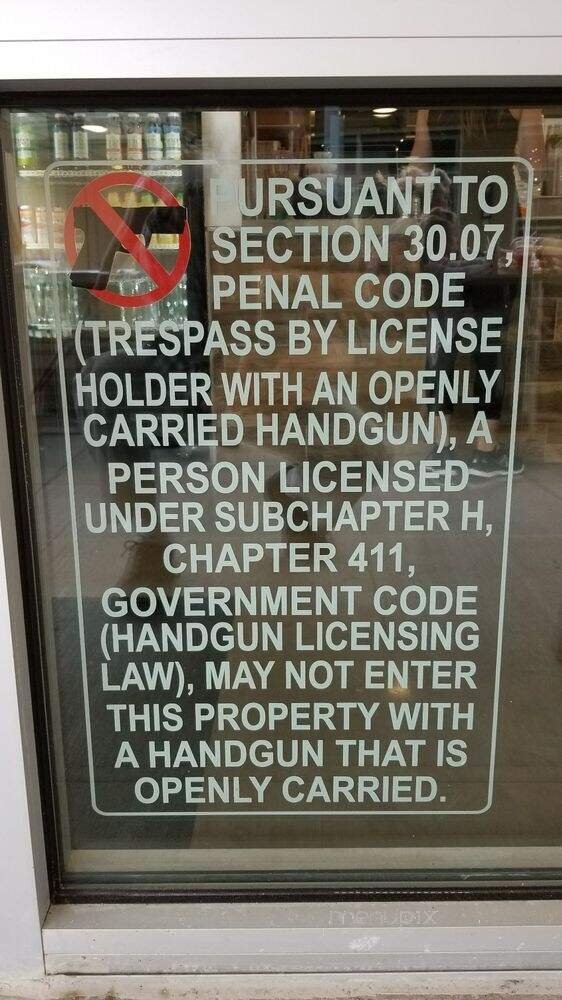 PURSUANT TO
SECTION 30.07,
PENAL CODE
(TRESPASS BY LICENSE
HOLDER WITH AN OPENLY
CARRIED HANDGUN), A
PERSON LICENSED
UNDER SUBCHAPTER H,
CHAPTER 411,
GOVERNMENT CODE
(HANDGUN LICENSING
LAW), MAY NOT ENTER
THIS PROPERTY WITH
A HANDGUN THAT IS
OPENLY CARRIED.
menupix